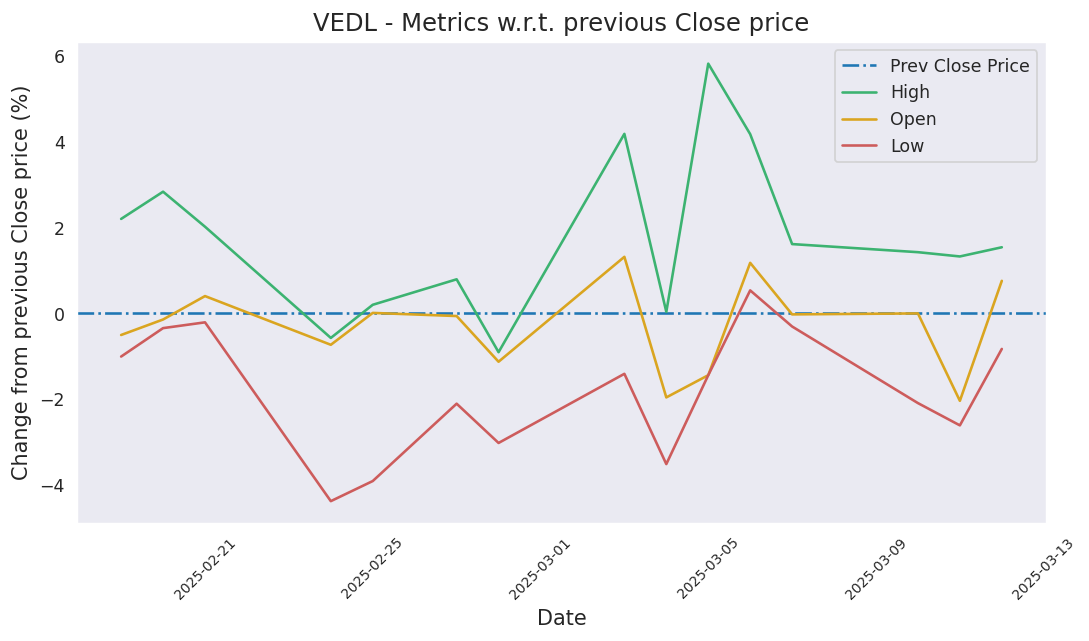 VEDL - Metrics w.r.t. previous Close price
Change from previous Close price (%)
6
4
2
0
−2
−4
Prev Close Price
High
Open
Low
2025-02-21
2025-02-25
2025-03-01
2025-03-05
2025-03-09
2025-03-13
Date